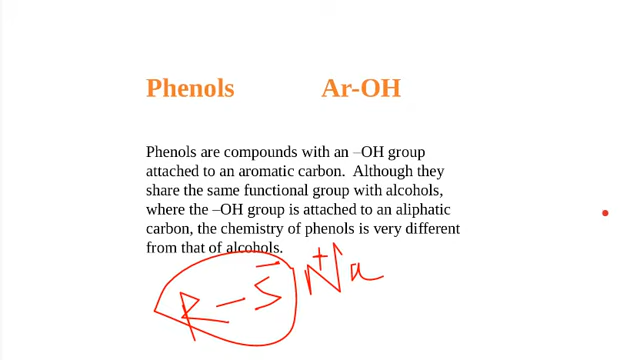 Phenols Ar-OH
Phenols are compounds with an –OH group
attached to an aromatic carbon. Although they
share the same functional group with alcohols,
where the –OH group is attached to an aliphatic
carbon, the chemistry of phenols is very different
from that of alcohols.
R–S⁻ Na⁺